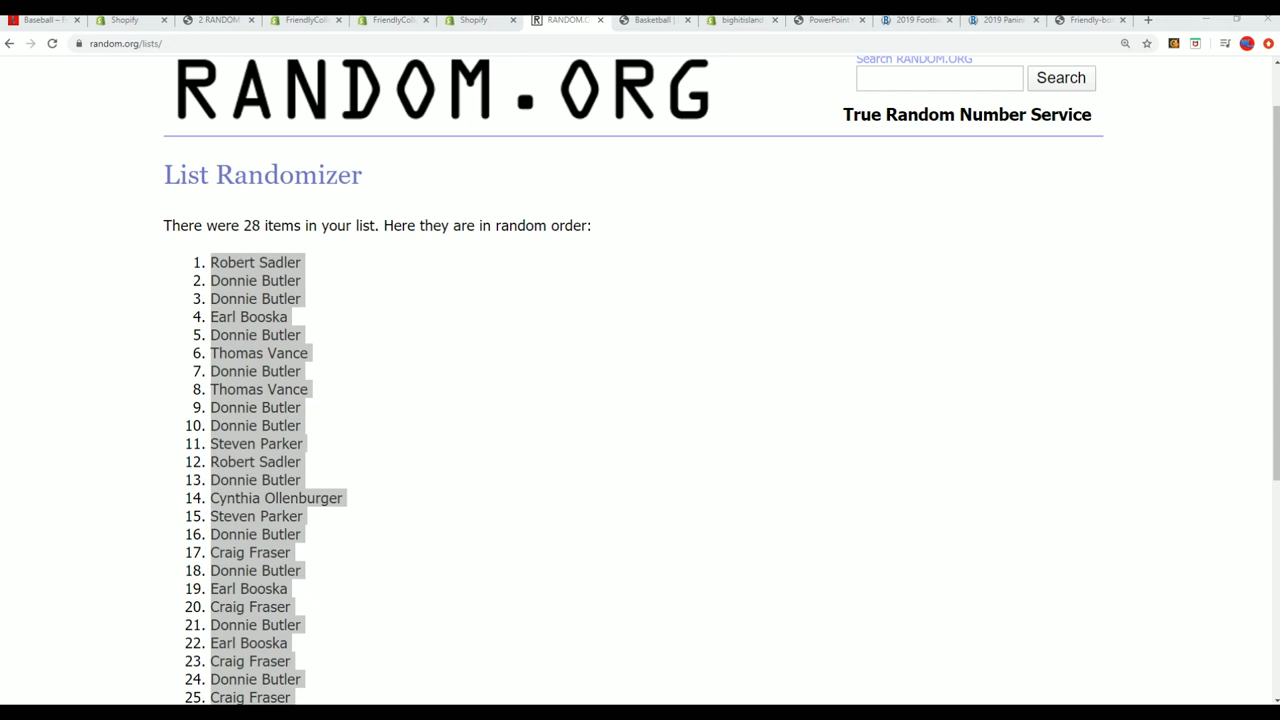 Baseball – F
Shopify
2 RANDOM
FriendlyColl
FriendlyColl
Shopify
RANDOM.O
Basketball
bighitisland
PowerPoint
2019 Footb
2019 Panini
Friendly-bo
random.org/lists/
RANDOM.ORG
Search RANDOM.ORG
Search
True Random Number Service
List Randomizer
There were 28 items in your list. Here they are in random order:
1. Robert Sadler
2. Donnie Butler
3. Donnie Butler
4. Earl Booska
5. Donnie Butler
6. Thomas Vance
7. Donnie Butler
8. Thomas Vance
9. Donnie Butler
10. Donnie Butler
11. Steven Parker
12. Robert Sadler
13. Donnie Butler
14. Cynthia Ollenburger
15. Steven Parker
16. Donnie Butler
17. Craig Fraser
18. Donnie Butler
19. Earl Booska
20. Craig Fraser
21. Donnie Butler
22. Earl Booska
23. Craig Fraser
24. Donnie Butler
25. Craig Fraser